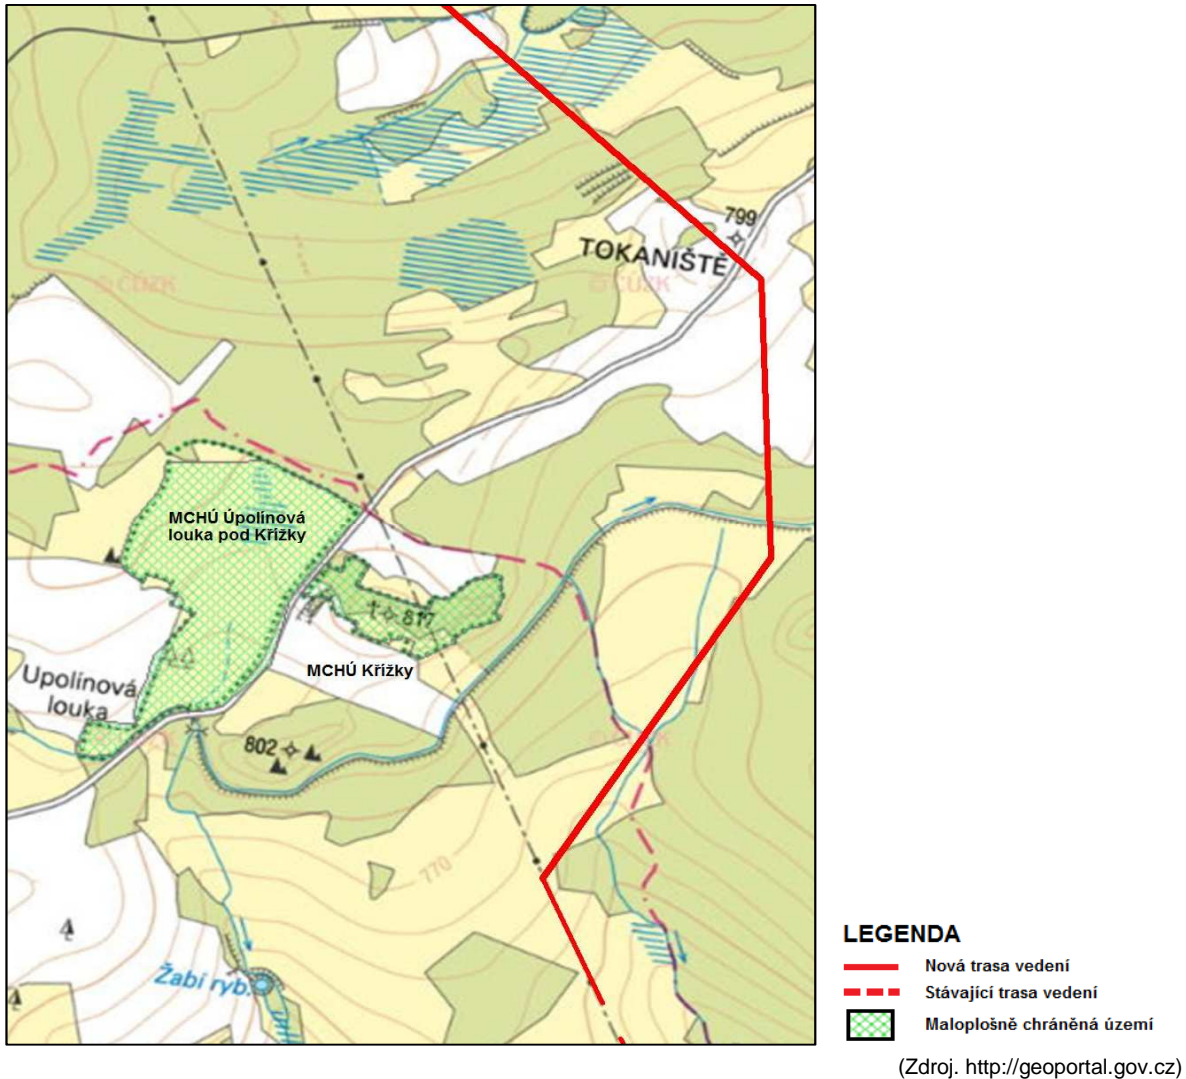 799
TOKANIŠTĚ
© ČÚZK
© ČÚZK
MCHÚ Úpolínová
louka pod Křížky
817
MCHÚ Křížky
Upolínová
louka
802
770
Žabí ryb.
LEGENDA
Nová trasa vedení
Stávající trasa vedení
Maloplošně chráněná území
(Zdroj. http://geoportal.gov.cz)